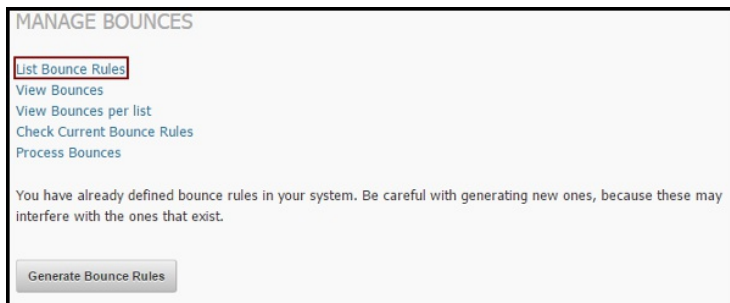 MANAGE BOUNCES
List Bounce Rules
View Bounces
View Bounces per list
Check Current Bounce Rules
Process Bounces
You have already defined bounce rules in your system. Be careful with generating new ones, because these may
interfere with the ones that exist.
Generate Bounce Rules